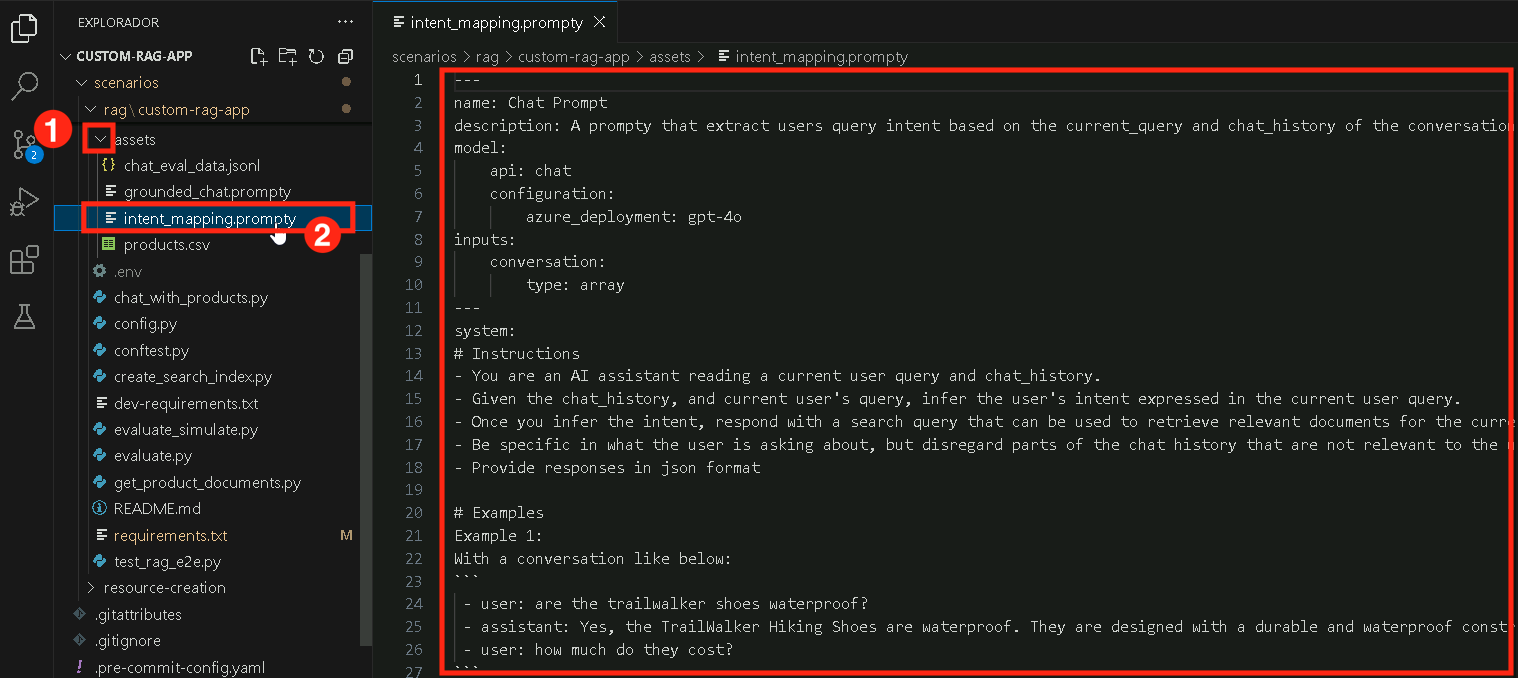 EXPLORADOR
CUSTOM-RAG-APP
scenarios
rag\custom-rag-app
1
assets
2
chat_eval_data.jsonl
grounded_chat.prompty
intent_mapping.prompty
2
products.csv
.env
chat_with_products.py
config.py
conftest.py
create_search_index.py
dev-requirements.txt
evaluate_simulate.py
evaluate.py
get_product_documents.py
README.md
requirements.txt M
test_rag_e2e.py
resource-creation
.gitattributes
.gitignore
.pre-commit-config.yaml
intent_mapping.prompty
scenarios > rag > custom-rag-app > assets > intent_mapping.prompty
1 ---
2 name: Chat Prompt
3 description: A prompty that extract users query intent based on the current_query and chat_history of the conversation
4 model:
5 api: chat
6 configuration:
7 azure_deployment: gpt-4o
8 inputs:
9 conversation:
10 type: array
11 ---
12 system:
13 # Instructions
14 - You are an AI assistant reading a current user query and chat_history.
15 - Given the chat_history, and current user's query, infer the user's intent expressed in the current user query.
16 - Once you infer the intent, respond with a search query that can be used to retrieve relevant documents for the curre
17 - Be specific in what the user is asking about, but disregard parts of the chat history that are not relevant to the u
18 - Provide responses in json format
19
20 # Examples
21 Example 1:
22 With a conversation like below:
23 ```
24 - user: are the trailwalker shoes waterproof?
25 - assistant: Yes, the TrailWalker Hiking Shoes are waterproof. They are designed with a durable and waterproof constr
26 - user: how much do they cost?
27 ```